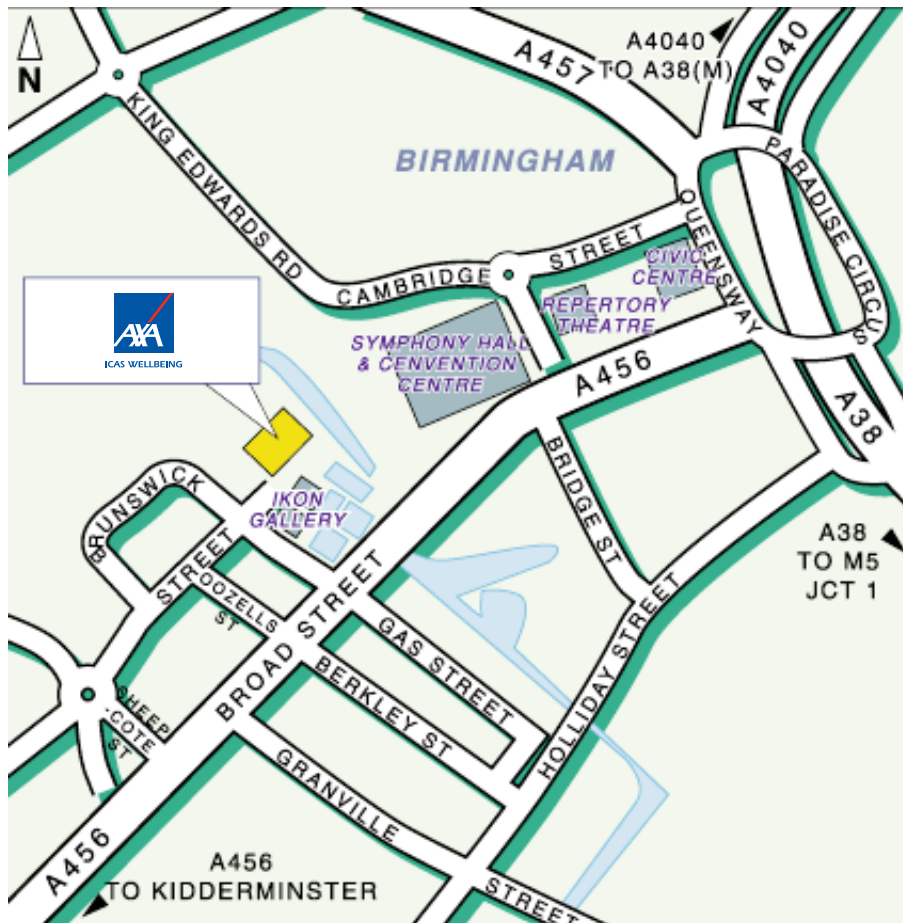 N
A457
A4040
TO A38(M)
A4040
BIRMINGHAM
KING EDWARDS RD
PARADISE CIRCUS
QUEENSWAY
CAMBRIDGE
STREET
CIVIC
CENTRE
REPERTORY
THEATRE
AXA
ICAS WELLBEING
SYMPHONY HALL
& CENVENTION
CENTRE
A456
A38
BRIDGE ST
BRUNSWICK
STREET
IKON
GALLERY
A38
TO M5
JCT 1
OOZELLS
ST
BROAD STREET
GAS STREET
BERKLEY ST
HOLLIDAY STREET
SHEEP
-COTE
ST
GRANVILLE
STREET
A456
A456
TO KIDDERMINSTER